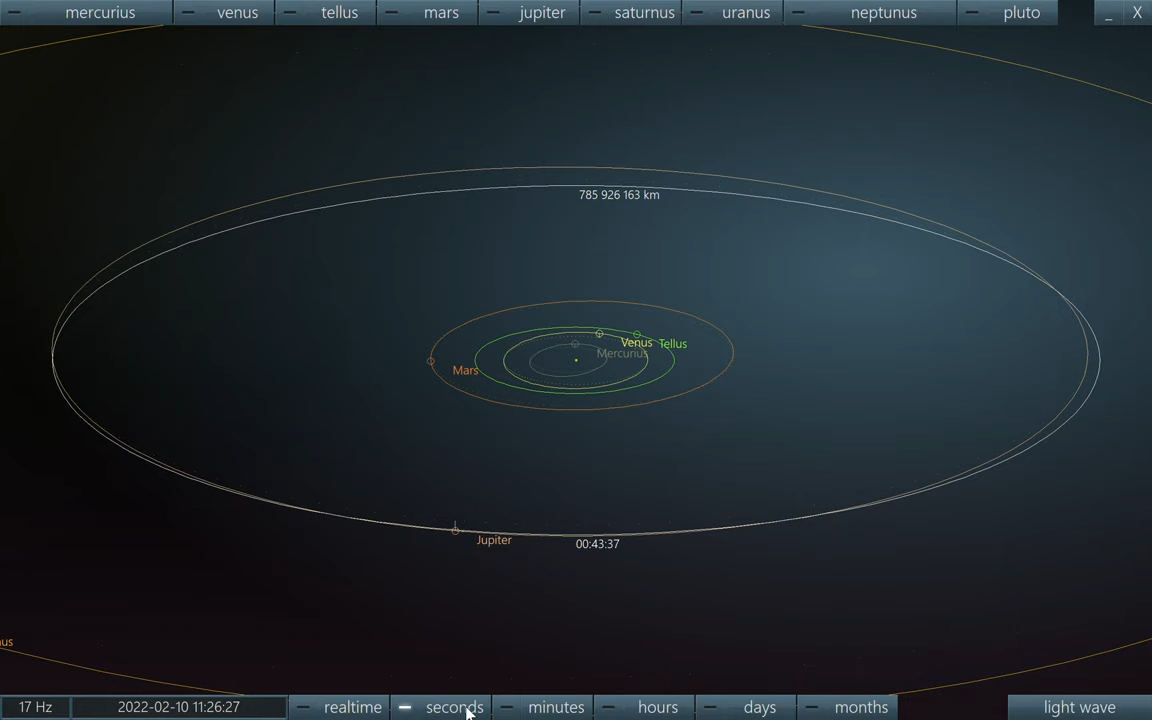 mercurius venus tellus mars jupiter saturnus uranus neptunus pluto _ X
785 926 163 km
Venus Tellus
Mercurius
Mars
Jupiter
00:43:37
17 Hz 2022-02-10 11:26:27 realtime seconds minutes hours days months light wave